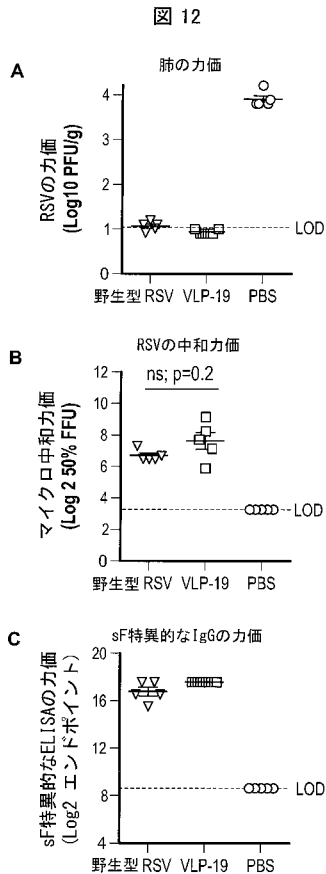 図 12
A
肺の力価
RSVの力価
(Log10 PFU/g)
4
3
2
1
0
LOD
野生型 RSV VLP-19 PBS
B
RSVの中和力価
マイクロ中和力価
(Log 2 50% FFU)
12
10
8
6
4
2
0
ns; p=0.2
LOD
野生型 RSV VLP-19 PBS
C
sF特異的なIgGの力価
sF特異的なELISAの力価
(Log2 エンドポイント)
20
16
12
8
4
LOD
野生型 RSV VLP-19 PBS